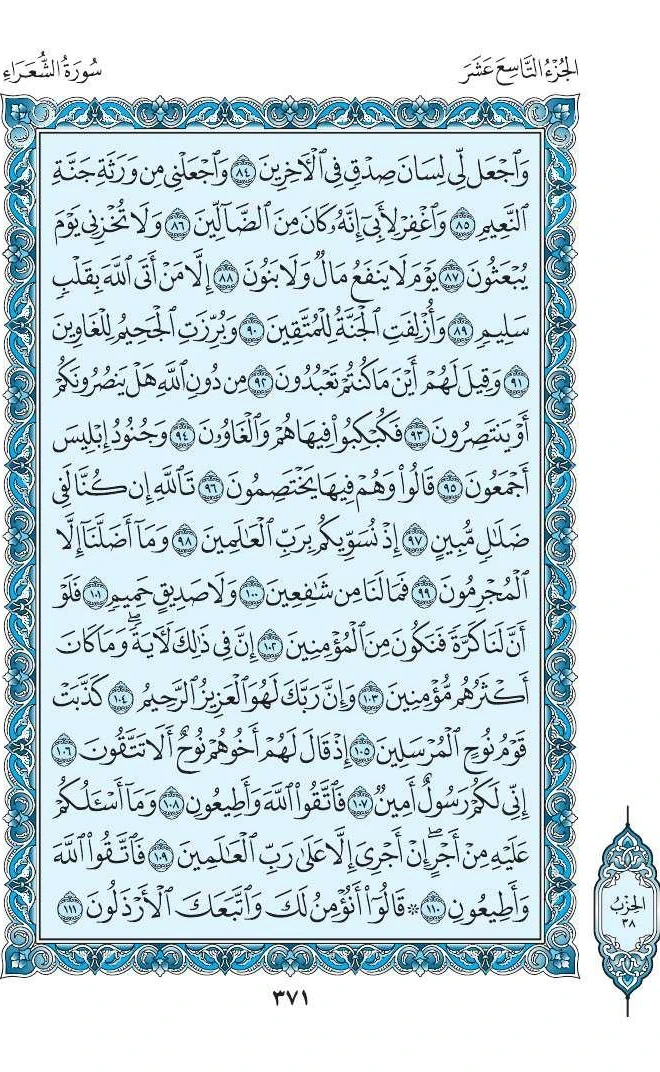 الجُزْءُ التَّاسِعَ عَشَرَ
سُورَةُ الشُّعَرَاءِ
وَٱجْعَل لِّي لِسَانَ صِدْقٖ فِي ٱلْأٓخِرِينَ ٨٤ وَٱجْعَلْنِي مِن وَرَثَةِ جَنَّةِ
ٱلنَّعِيمِ ٨٥ وَٱغْفِرْ لِأَبِيٓ إِنَّهُۥ كَانَ مِنَ ٱلضَّآلِّينَ ٨٦ وَلَا تُخْزِنِي يَوْمَ
يُبْعَثُونَ ٨٧ يَوْمَ لَا يَنفَعُ مَالٞ وَلَا بَنُونَ ٨٨ إِلَّا مَنْ أَتَى ٱللَّهَ بِقَلْبٖ
سَلِيمٖ ٨٩ وَأُزْلِفَتِ ٱلْجَنَّةُ لِلْمُتَّقِينَ ٩٠ وَبُرِّزَتِ ٱلْجَحِيمُ لِلْغَاوِينَ
٩١ وَقِيلَ لَهُمْ أَيْنَ مَا كُنتُمْ تَعْبُدُونَ ٩٢ مِن دُونِ ٱللَّهِ هَلْ يَنصُرُونَكُمْ
أَوْ يَنتَصِرُونَ ٩٣ فَكُبْكِبُواْ فِيهَا هُمْ وَٱلْغَاوُۥنَ ٩٤ وَجُنُودُ إِبْلِيسَ
أَجْمَعُونَ ٩٥ قَالُواْ وَهُمْ فِيهَا يَخْتَصِمُونَ ٩٦ تَٱللَّهِ إِن كُنَّا لَفِي
ضَلَٰلٖ مُّبِينٍ ٩٧ إِذْ نُسَوِّيكُم بِرَبِّ ٱلْعَٰلَمِينَ ٩٨ وَمَآ أَضَلَّنَآ إِلَّا
ٱلْمُجْرِمُونَ ٩٩ فَمَا لَنَا مِن شَٰفِعِينَ ١٠٠ وَلَا صَدِيقٍ حَمِيمٖ ١٠١ فَلَوْ
أَنَّ لَنَا كَرَّةٗ فَنَكُونَ مِنَ ٱلْمُؤْمِنِينَ ١٠٢ إِنَّ فِي ذَٰلِكَ لَأٓيَةٗۖ وَمَا كَانَ
أَكْثَرُهُم مُّؤْمِنِينَ ١٠٣ وَإِنَّ رَبَّكَ لَهُوَ ٱلْعَزِيزُ ٱلرَّحِيمُ ١٠٤ كَذَّبَتْ
قَوْمُ نُوحٍ ٱلْمُرْسَلِينَ ١٠٥ إِذْ قَالَ لَهُمْ أَخُوهُمْ نُوحٌ أَلَا تَتَّقُونَ ١٠٦
إِنِّي لَكُمْ رَسُولٌ أَمِينٞ ١٠٧ فَٱتَّقُواْ ٱللَّهَ وَأَطِيعُونِ ١٠٨ وَمَآ أَسْـَٔلُكُمْ
عَلَيْهِ مِنْ أَجْرٍۖ إِنْ أَجْرِيَ إِلَّا عَلَىٰ رَبِّ ٱلْعَٰلَمِينَ ١٠٩ فَٱتَّقُواْ ٱللَّهَ
وَأَطِيعُونِ ١١٠ ۞ قَالُوٓاْ أَنُؤْمِنُ لَكَ وَٱتَّبَعَكَ ٱلْأَرْذَلُونَ ١١١
الحِزْبُ
٣٨
٣٧١